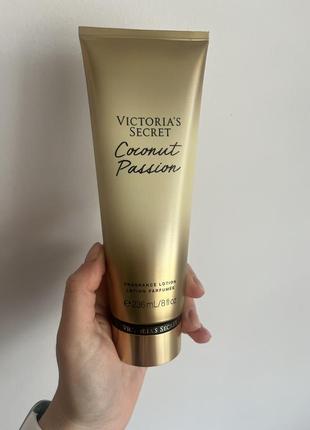 VICTORIA'S SECRET
Coconut
Passion
FRAGRANCE LOTION
LOTION PARFUMÉE
℮236 mL/8 fl oz
VICTORIA'S SECRET